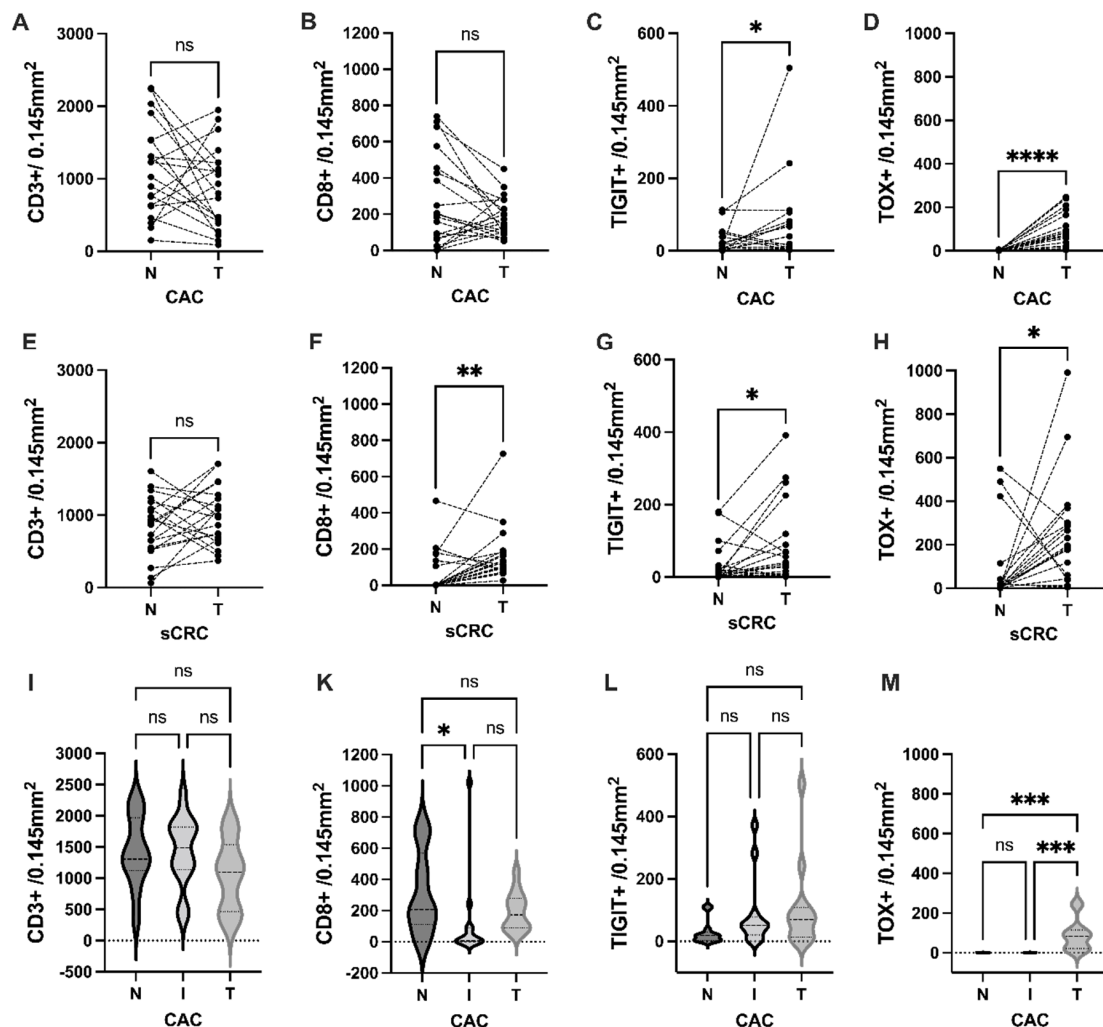 A
CD3+/ 0.145mm²
3000
2000
1000
0
ns
N T
CAC
B
CD8+ /0.145mm²
1200
1000
800
600
400
200
0
ns
N T
CAC
C
TIGIT+ /0.145mm²
600
400
200
0
*
N T
CAC
D
TOX+ /0.145mm²
1000
800
600
400
200
0
****
N T
CAC
E
CD3+ /0.145mm²
3000
2000
1000
0
ns
N T
sCRC
F
CD8+ /0.145mm²
1200
1000
800
600
400
200
0
**
N T
sCRC
G
TIGIT+ /0.145mm²
600
400
200
0
*
N T
sCRC
H
TOX+ /0.145mm²
1000
800
600
400
200
0
*
N T
sCRC
I
CD3+ /0.145mm²
3000
2500
2000
1500
1000
500
0
-500
ns
ns ns
N I T
CAC
K
CD8+ /0.145mm²
1200
1000
800
600
400
200
0
-200
ns
* ns
N I T
CAC
L
TIGIT+ /0.145mm²
600
400
200
0
ns
ns ns
N I T
CAC
M
TOX+ /0.145mm²
1000
800
600
400
200
0
***
ns ***
N I T
CAC